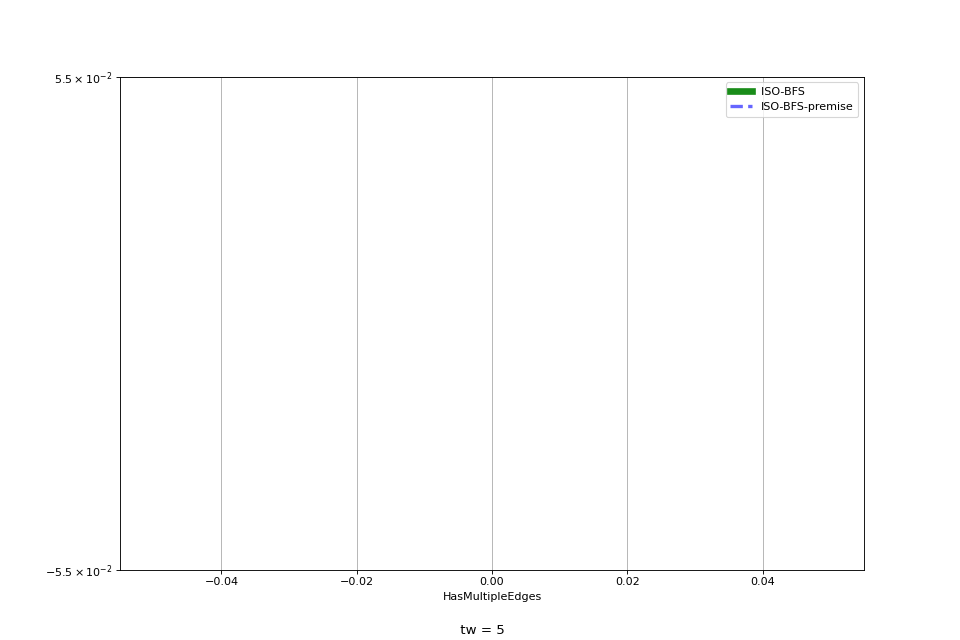 5.5 × 10⁻²
ISO-BFS
ISO-BFS-premise
−5.5 × 10⁻²
−0.04 −0.02 0.00 0.02 0.04
HasMultipleEdges
tw = 5